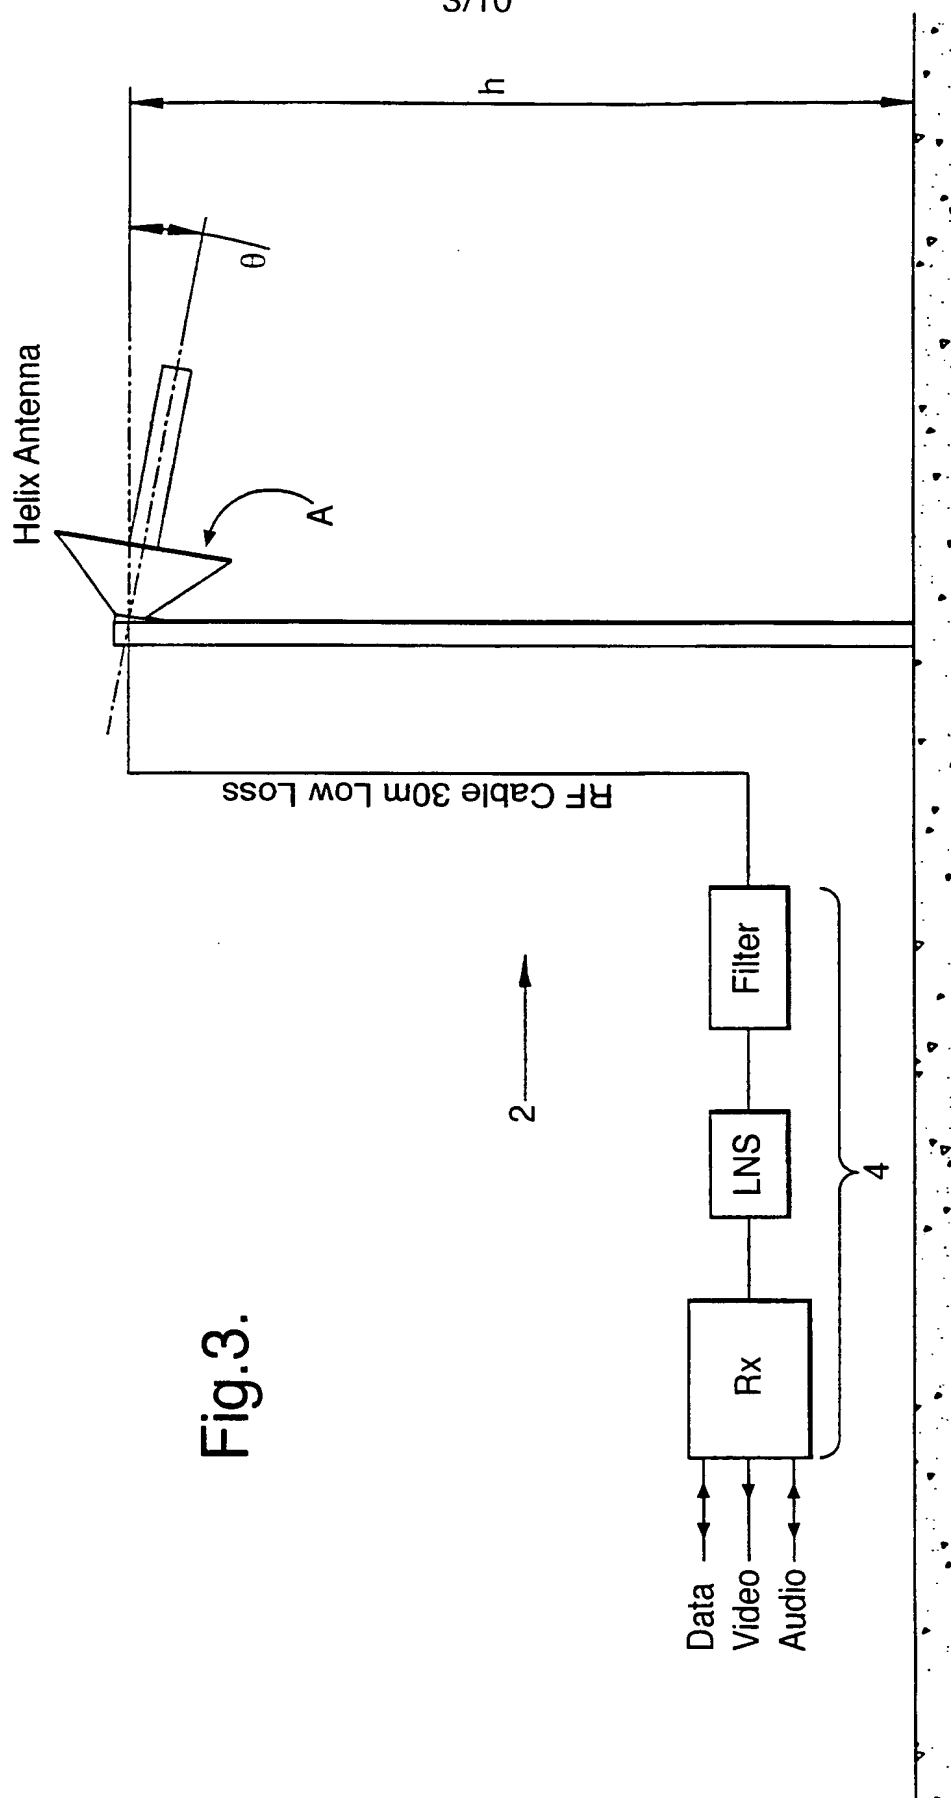 3/10
Helix Antenna
h
θ
A
RF Cable 30m Low Loss
2
Filter
LNS
Rx
4
Data
Video
Audio
Fig.3.